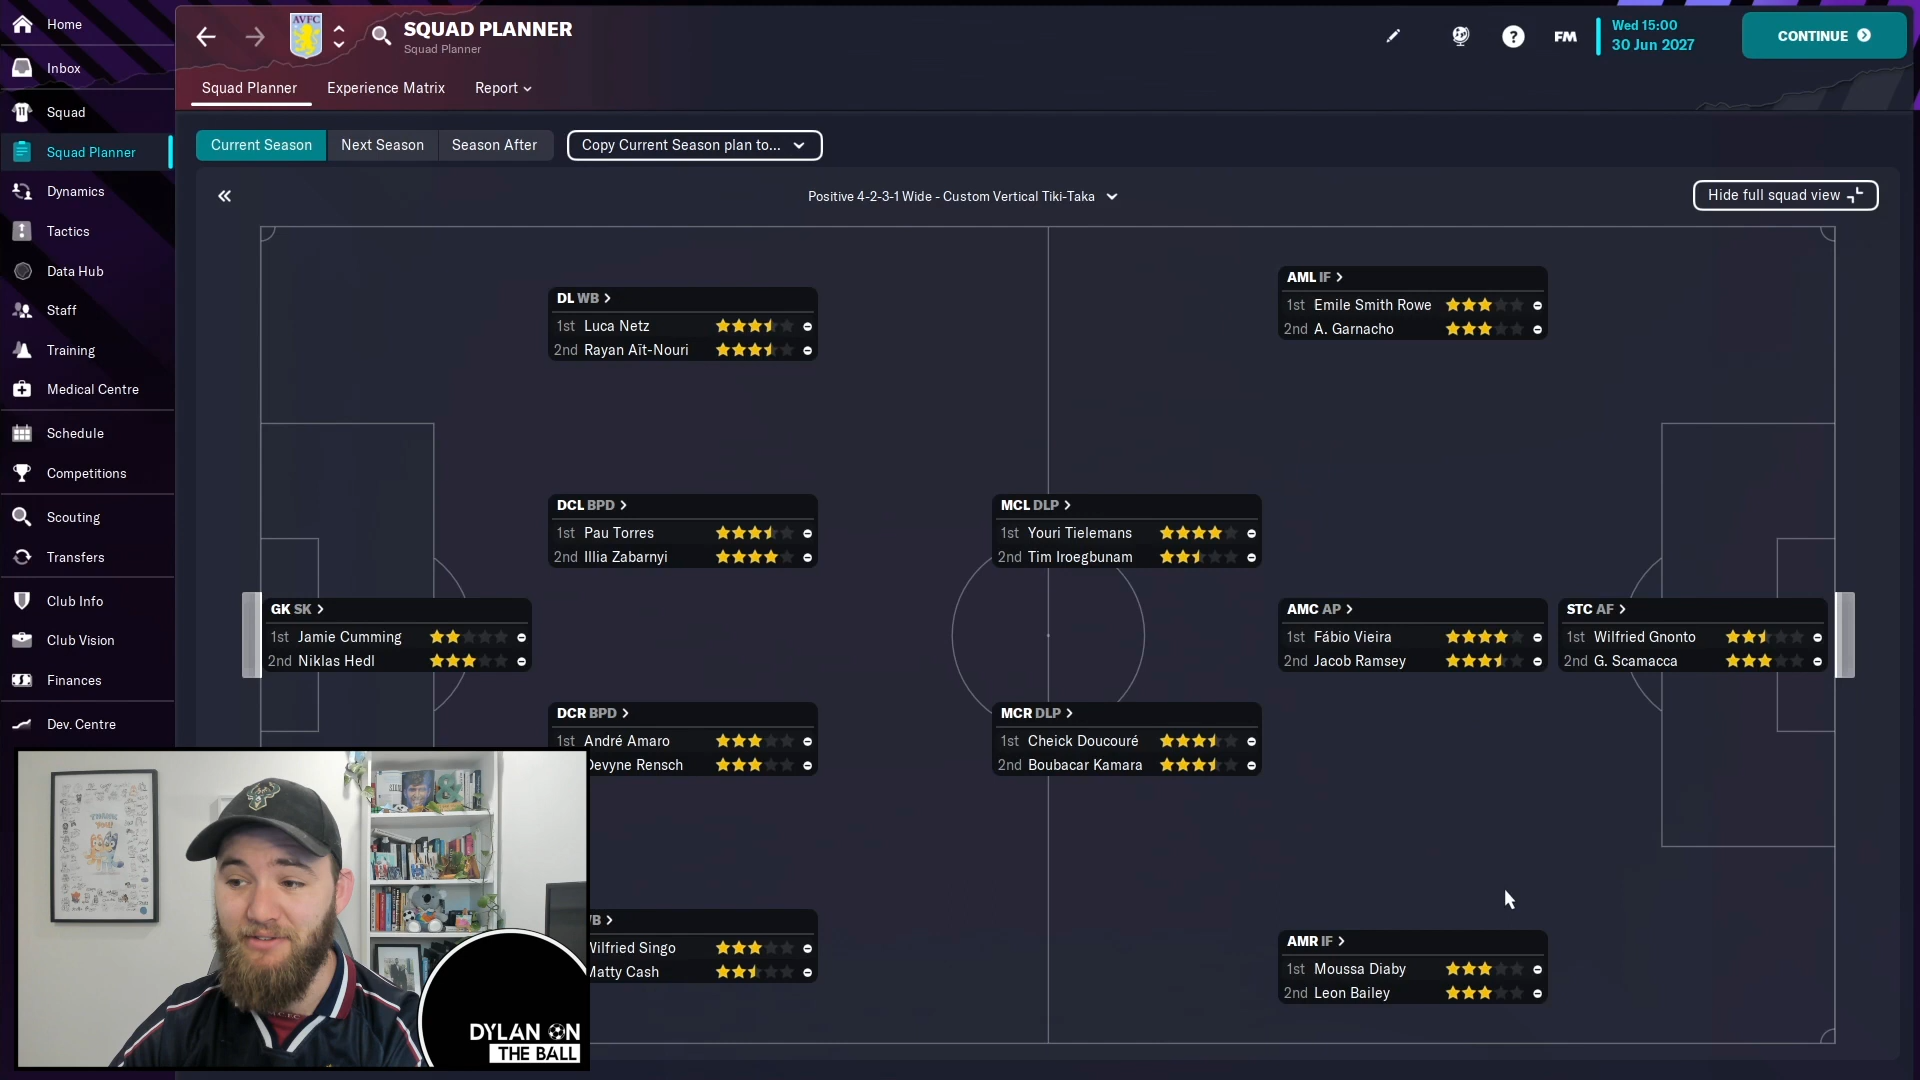 Home
Inbox
Squad
Squad Planner
Dynamics
Tactics
Data Hub
Staff
Training
Medical Centre
Schedule
Competitions
Scouting
Transfers
Club Info
Club Vision
Finances
Dev. Centre
AVFC
SQUAD PLANNER
Squad Planner
FM
Wed 15:00
30 Jun 2027
CONTINUE
Squad Planner
Experience Matrix
Report
Current Season
Next Season
Season After
Copy Current Season plan to...
Positive 4-2-3-1 Wide - Custom Vertical Tiki-Taka
Hide full squad view
AML IF
1st Emile Smith Rowe
2nd A. Garnacho
DL WB
1st Luca Netz
2nd Rayan Aït-Nouri
DCL BPD
1st Pau Torres
2nd Illia Zabarnyi
MCL DLP
1st Youri Tielemans
2nd Tim Iroegbunam
GK SK
1st Jamie Cumming
2nd Niklas Hedl
AMC AP
1st Fábio Vieira
2nd Jacob Ramsey
STC AF
1st Wilfried Gnonto
2nd G. Scamacca
DCR BPD
1st André Amaro
Devyne Rensch
MCR DLP
1st Cheick Doucouré
2nd Boubacar Kamara
WB
Wilfried Singo
Matty Cash
AMR IF
1st Moussa Diaby
2nd Leon Bailey
THANK YOU!
DYLAN ON
THE BALL